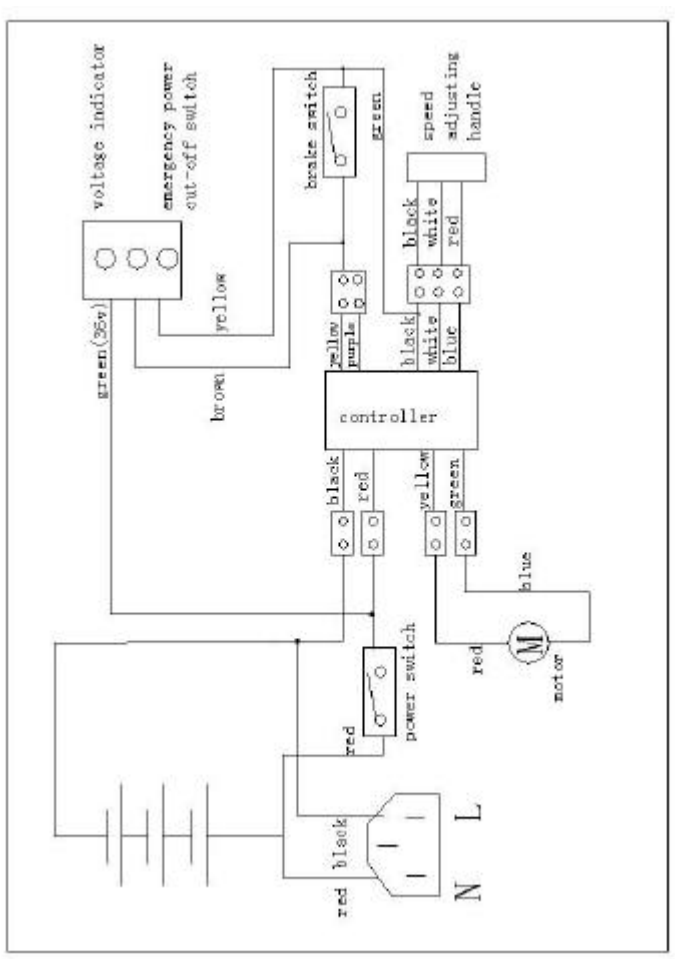 voltage indicator
emergency power
cut-off switch
green(36v)
yellow
brown
brake switch
green
speed
adjusting
handle
black
white
red
yellow
purple
black
white
blue
controller
black
red
yellow
green
blue
red
M
motor
power switch
red
black
red
L
N